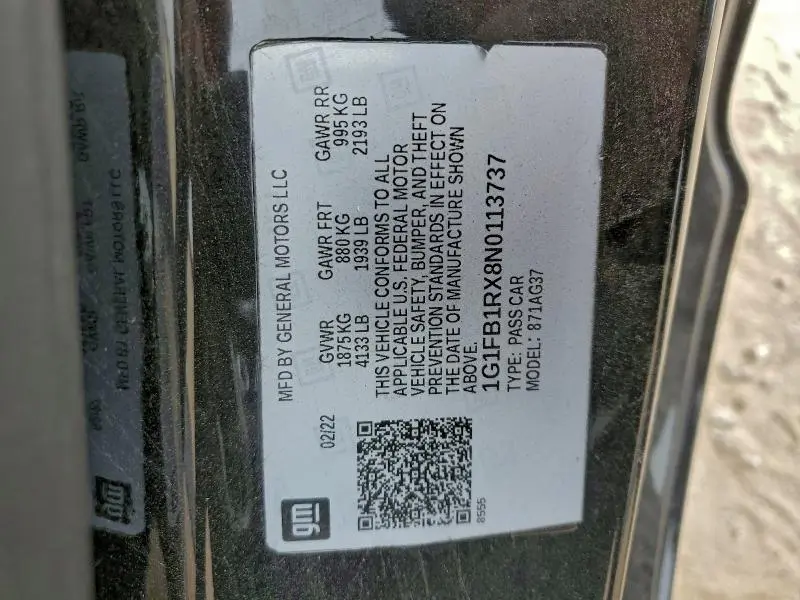 gm
02/22
MFD BY GENERAL MOTORS LLC
GVWR GAWR FRT GAWR RR
1875KG 880 KG 995 KG
4133 LB 1939 LB 2193 LB
THIS VEHICLE CONFORMS TO ALL
APPLICABLE U.S. FEDERAL MOTOR
VEHICLE SAFETY, BUMPER, AND THEFT
PREVENTION STANDARDS IN EFFECT ON
THE DATE OF MANUFACTURE SHOWN
ABOVE.
1G1FB1RX8N0113737
TYPE: PASS CAR
MODEL: 871AG37
8555